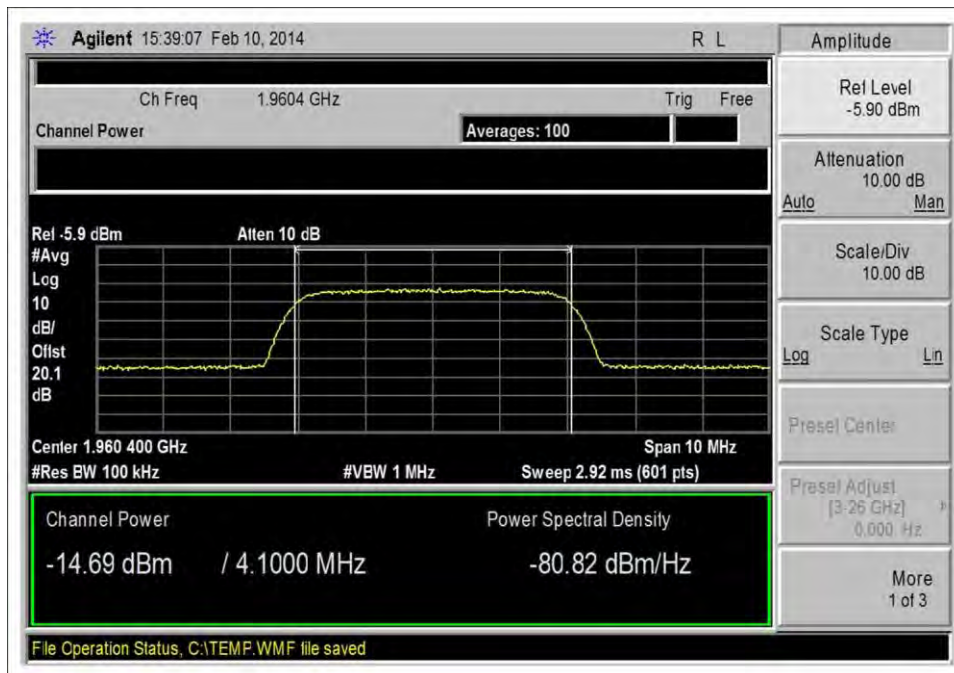 Agilent 15:39:07 Feb 10, 2014 R L
Ch Freq 1.9604 GHz Trig Free
Channel Power Averages: 100
Ref -5.9 dBm Atten 10 dB
#Avg
Log
10
dB/
Offst
20.1
dB
Center 1.960 400 GHz Span 10 MHz
#Res BW 100 kHz #VBW 1 MHz Sweep 2.92 ms (601 pts)
Channel Power Power Spectral Density
-14.69 dBm / 4.1000 MHz -80.82 dBm/Hz
File Operation Status, C:\TEMP.WMF file saved
Amplitude
Ref Level
-5.90 dBm
Attenuation
10.00 dB
Auto Man
Scale/Div
10.00 dB
Scale Type
Log Lin
Presel Center
Presel Adjust
[3-26 GHz]
0.000 Hz
More
1 of 3